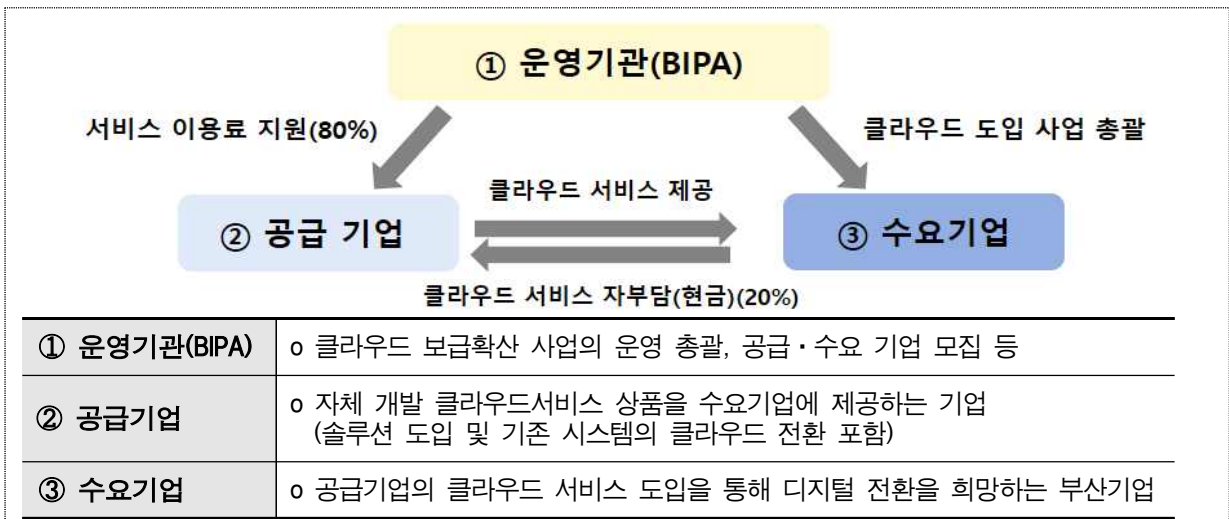 ① 운영기관(BIPA)
서비스 이용료 지원(80%)
클라우드 도입 사업 총괄
클라우드 서비스 제공
② 공급 기업
③ 수요기업
클라우드 서비스 자부담(현금)(20%)
① 운영기관(BIPA)
o 클라우드 보급확산 사업의 운영 총괄, 공급・수요 기업 모집 등
② 공급기업
o 자체 개발 클라우드서비스 상품을 수요기업에 제공하는 기업
(솔루션 도입 및 기존 시스템의 클라우드 전환 포함)
③ 수요기업
o 공급기업의 클라우드 서비스 도입을 통해 디지털 전환을 희망하는 부산기업